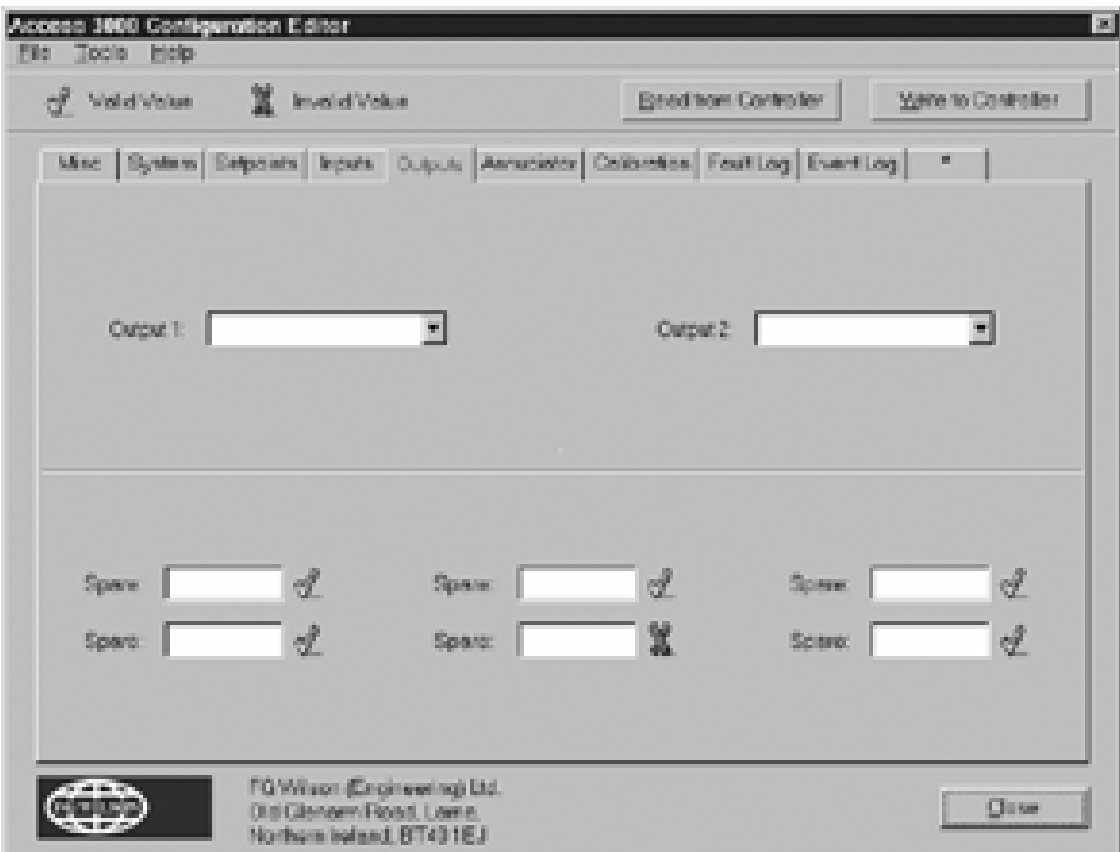 Access 3000 Configuration Editor
File Tools Help
Valid Value Invalid Value Read from Controller Write to Controller
Misc System Setpoints Inputs Outputs Annuciator Calibration Fault Log Event Log *
Output 1: Output 2:
Spare: Spare: Spare:
Spare: Spare: Spare:
FG Wilson (Engineering) Ltd.
Old Glenarm Road, Larne,
Northern Ireland, BT40 1EJ
Close